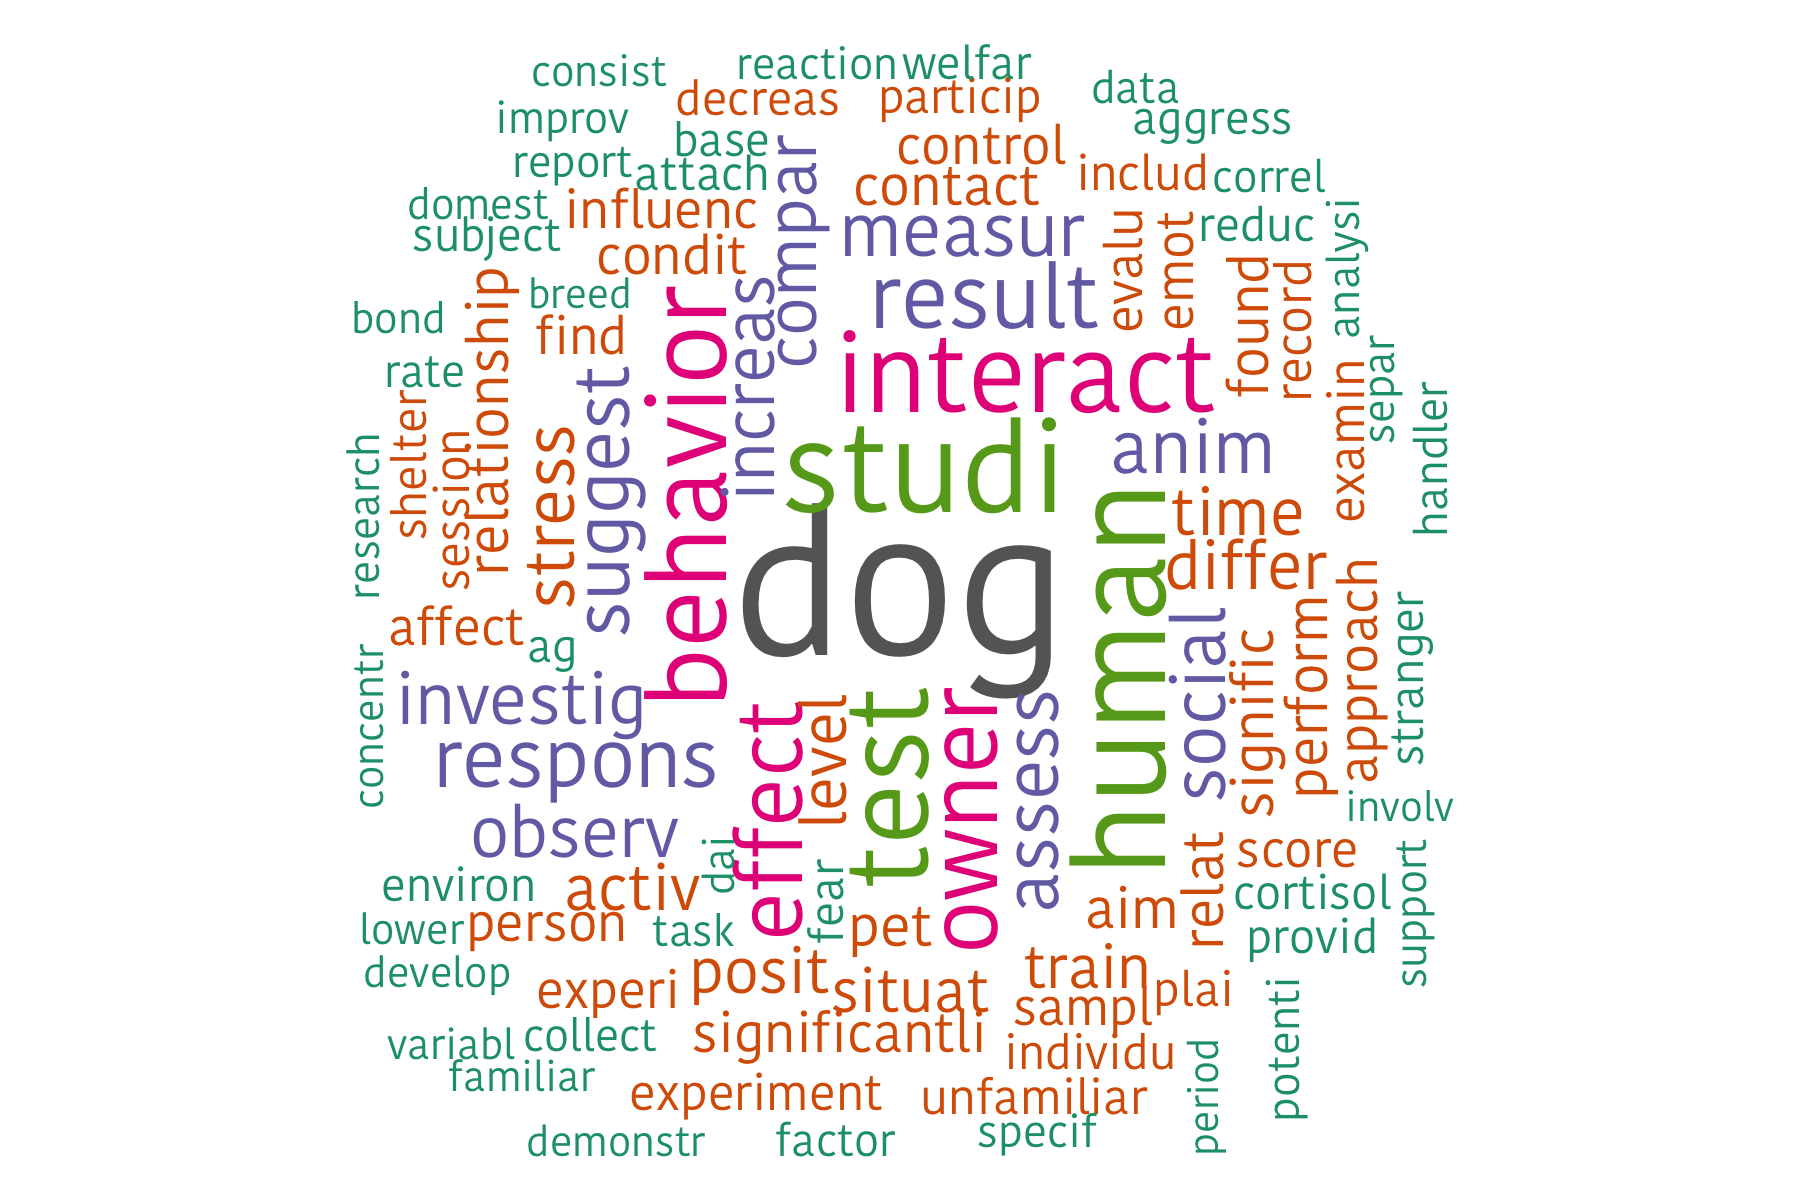 consist
reaction
welfar
decreas
particip
data
improv
aggress
base
control
report
attach
compar
contact
includ
correl
domest
influenc
measur
evalu
emot
reduc
analysi
subject
condit
relationship
breed
behavior
increas
result
found
record
bond
find
interact
separ
rate
suggest
examin
handler
shelter
session
stress
studi
anim
research
time
human
dog
differ
approach
stranger
affect
ag
social
signific
perform
concentr
investig
effect
level
test
owner
assess
respons
observ
dai
involv
environ
activ
fear
relat
score
support
lower
person
task
pet
aim
cortisol
provid
develop
experi
posit
situat
train
plai
sampl
potenti
variabl
collect
significantli
individu
period
familiar
experiment
unfamiliar
demonstr
factor
specif